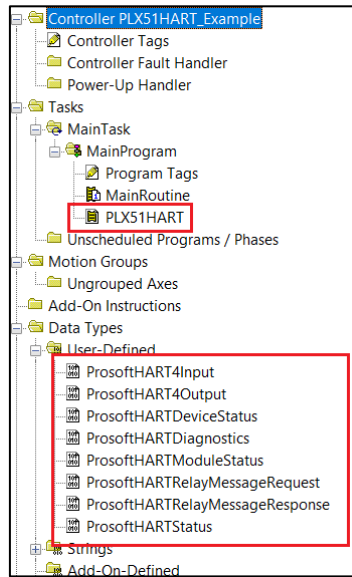 Controller PLX51HART_Example
Controller Tags
Controller Fault Handler
Power-Up Handler
Tasks
MainTask
MainProgram
Program Tags
MainRoutine
PLX51HART
Unscheduled Programs / Phases
Motion Groups
Ungrouped Axes
Add-On Instructions
Data Types
User-Defined
ProsoftHART4Input
ProsoftHART4Output
ProsoftHARTDeviceStatus
ProsoftHARTDiagnostics
ProsoftHARTModuleStatus
ProsoftHARTRelayMessageRequest
ProsoftHARTRelayMessageResponse
ProsoftHARTStatus
Strings
Add-On-Defined